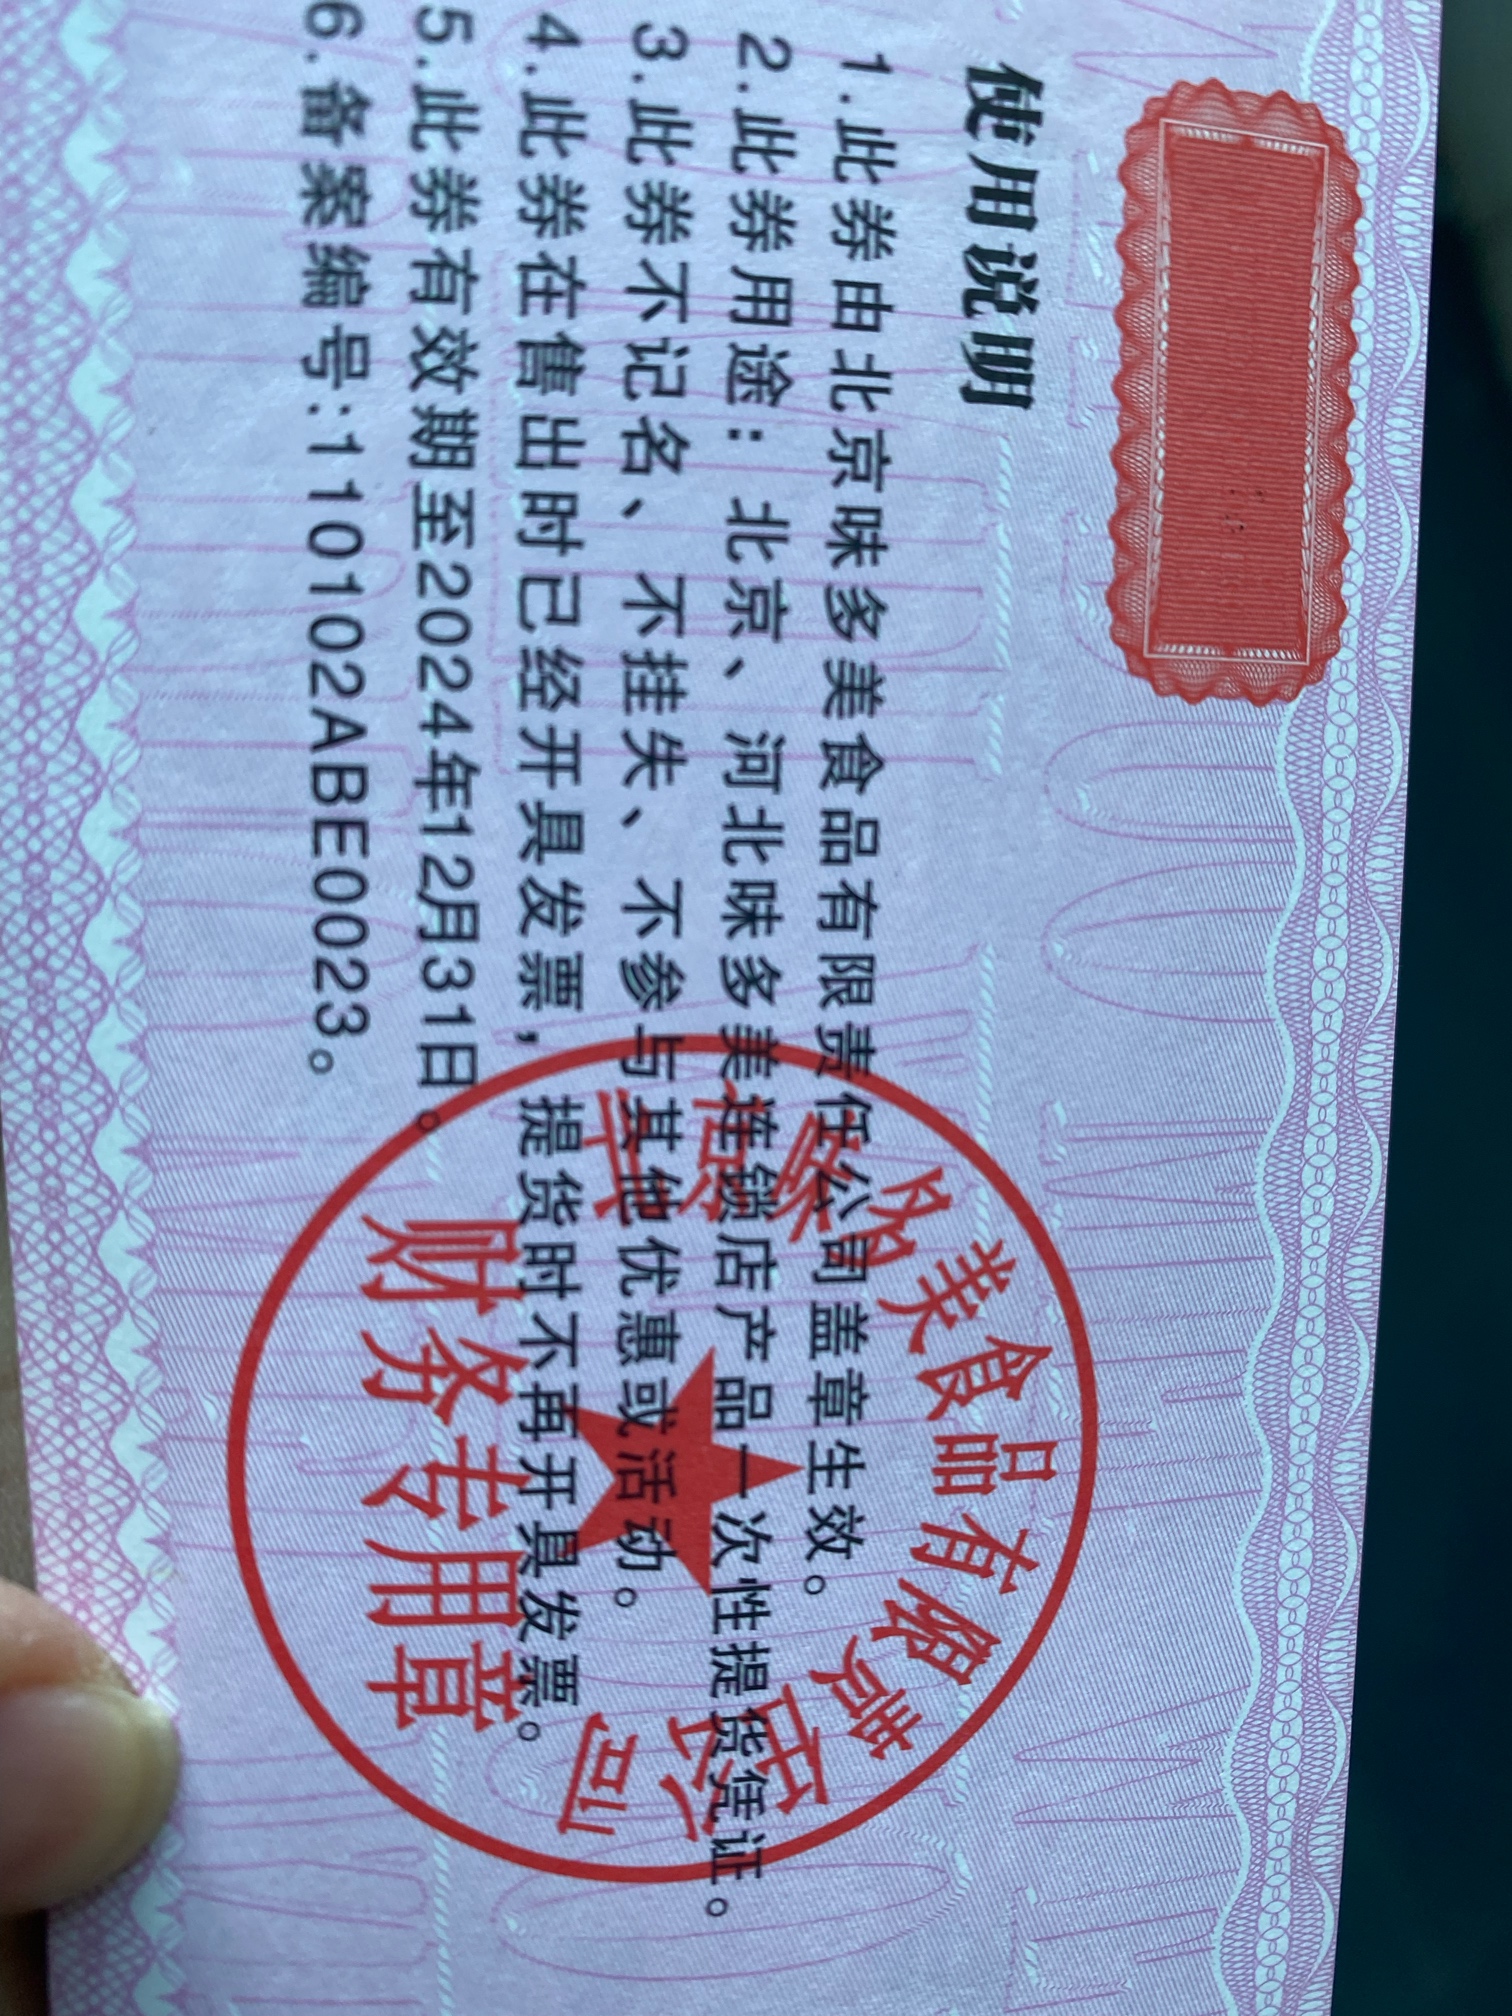 使用说明
1.此券由北京味多美食品有限责任公司盖章生效。
2.此券用途：北京、河北味多美连锁店产品一次性提货凭证。
3.此券不记名、不挂失、不参与其他优惠或活动。
4.此券在售出时已经开具发票，提货时不再开具发票。
5.此券有效期至2024年12月31日。
6.备案编号:110102ABE0023。
北京味多美食品有限责任公司
财务专用章